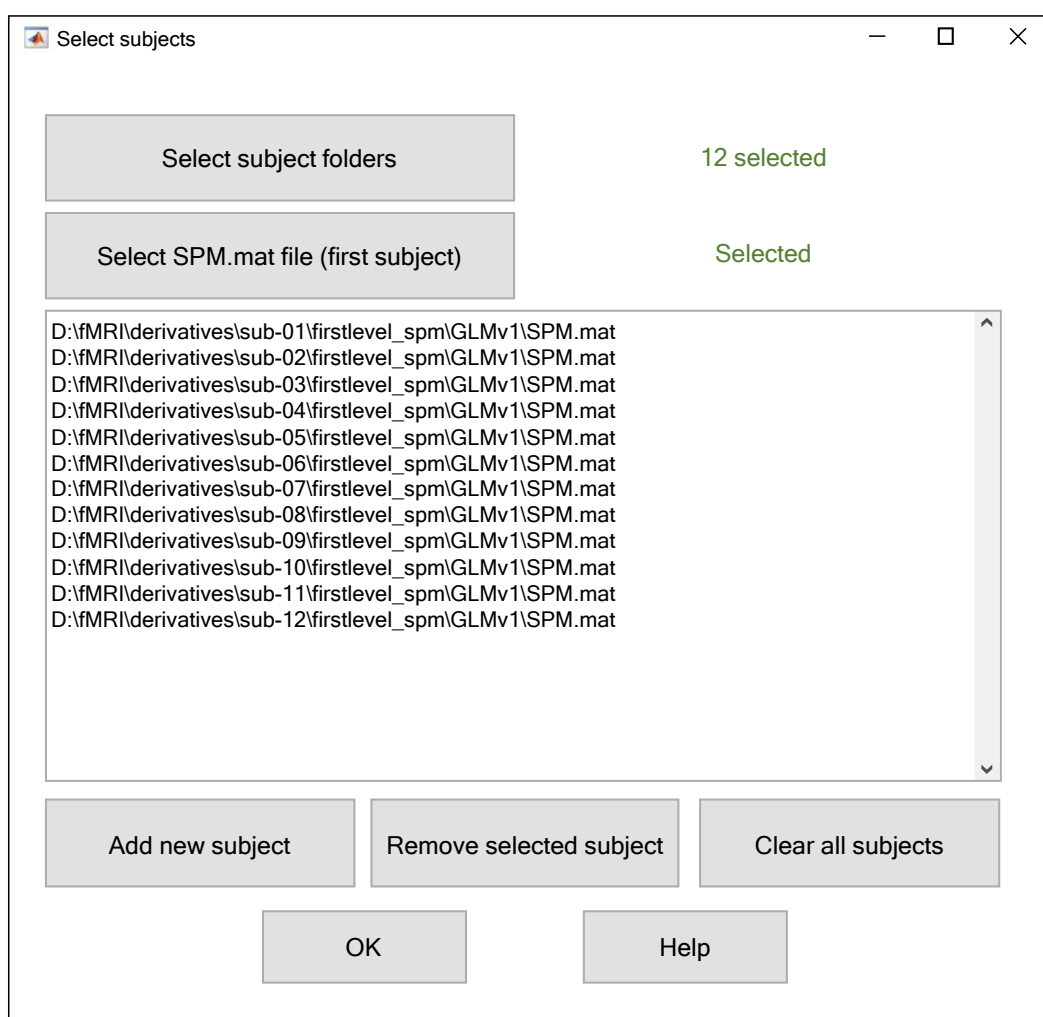 Select subjects
Select subject folders
12 selected
Select SPM.mat file (first subject)
Selected
D:\fMRI\derivatives\sub-01\firstlevel_spm\GLMv1\SPM.mat
D:\fMRI\derivatives\sub-02\firstlevel_spm\GLMv1\SPM.mat
D:\fMRI\derivatives\sub-03\firstlevel_spm\GLMv1\SPM.mat
D:\fMRI\derivatives\sub-04\firstlevel_spm\GLMv1\SPM.mat
D:\fMRI\derivatives\sub-05\firstlevel_spm\GLMv1\SPM.mat
D:\fMRI\derivatives\sub-06\firstlevel_spm\GLMv1\SPM.mat
D:\fMRI\derivatives\sub-07\firstlevel_spm\GLMv1\SPM.mat
D:\fMRI\derivatives\sub-08\firstlevel_spm\GLMv1\SPM.mat
D:\fMRI\derivatives\sub-09\firstlevel_spm\GLMv1\SPM.mat
D:\fMRI\derivatives\sub-10\firstlevel_spm\GLMv1\SPM.mat
D:\fMRI\derivatives\sub-11\firstlevel_spm\GLMv1\SPM.mat
D:\fMRI\derivatives\sub-12\firstlevel_spm\GLMv1\SPM.mat
Add new subject
Remove selected subject
Clear all subjects
OK
Help